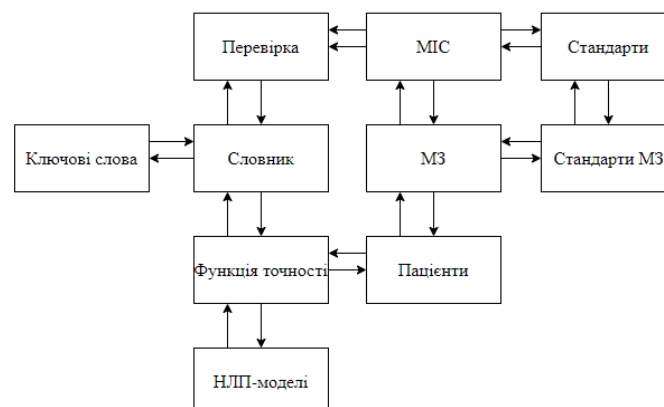 Перевірка
МІС
Стандарти
Ключові слова
Словник
МЗ
Стандарти МЗ
Функція точності
Пацієнти
НЛП-моделі